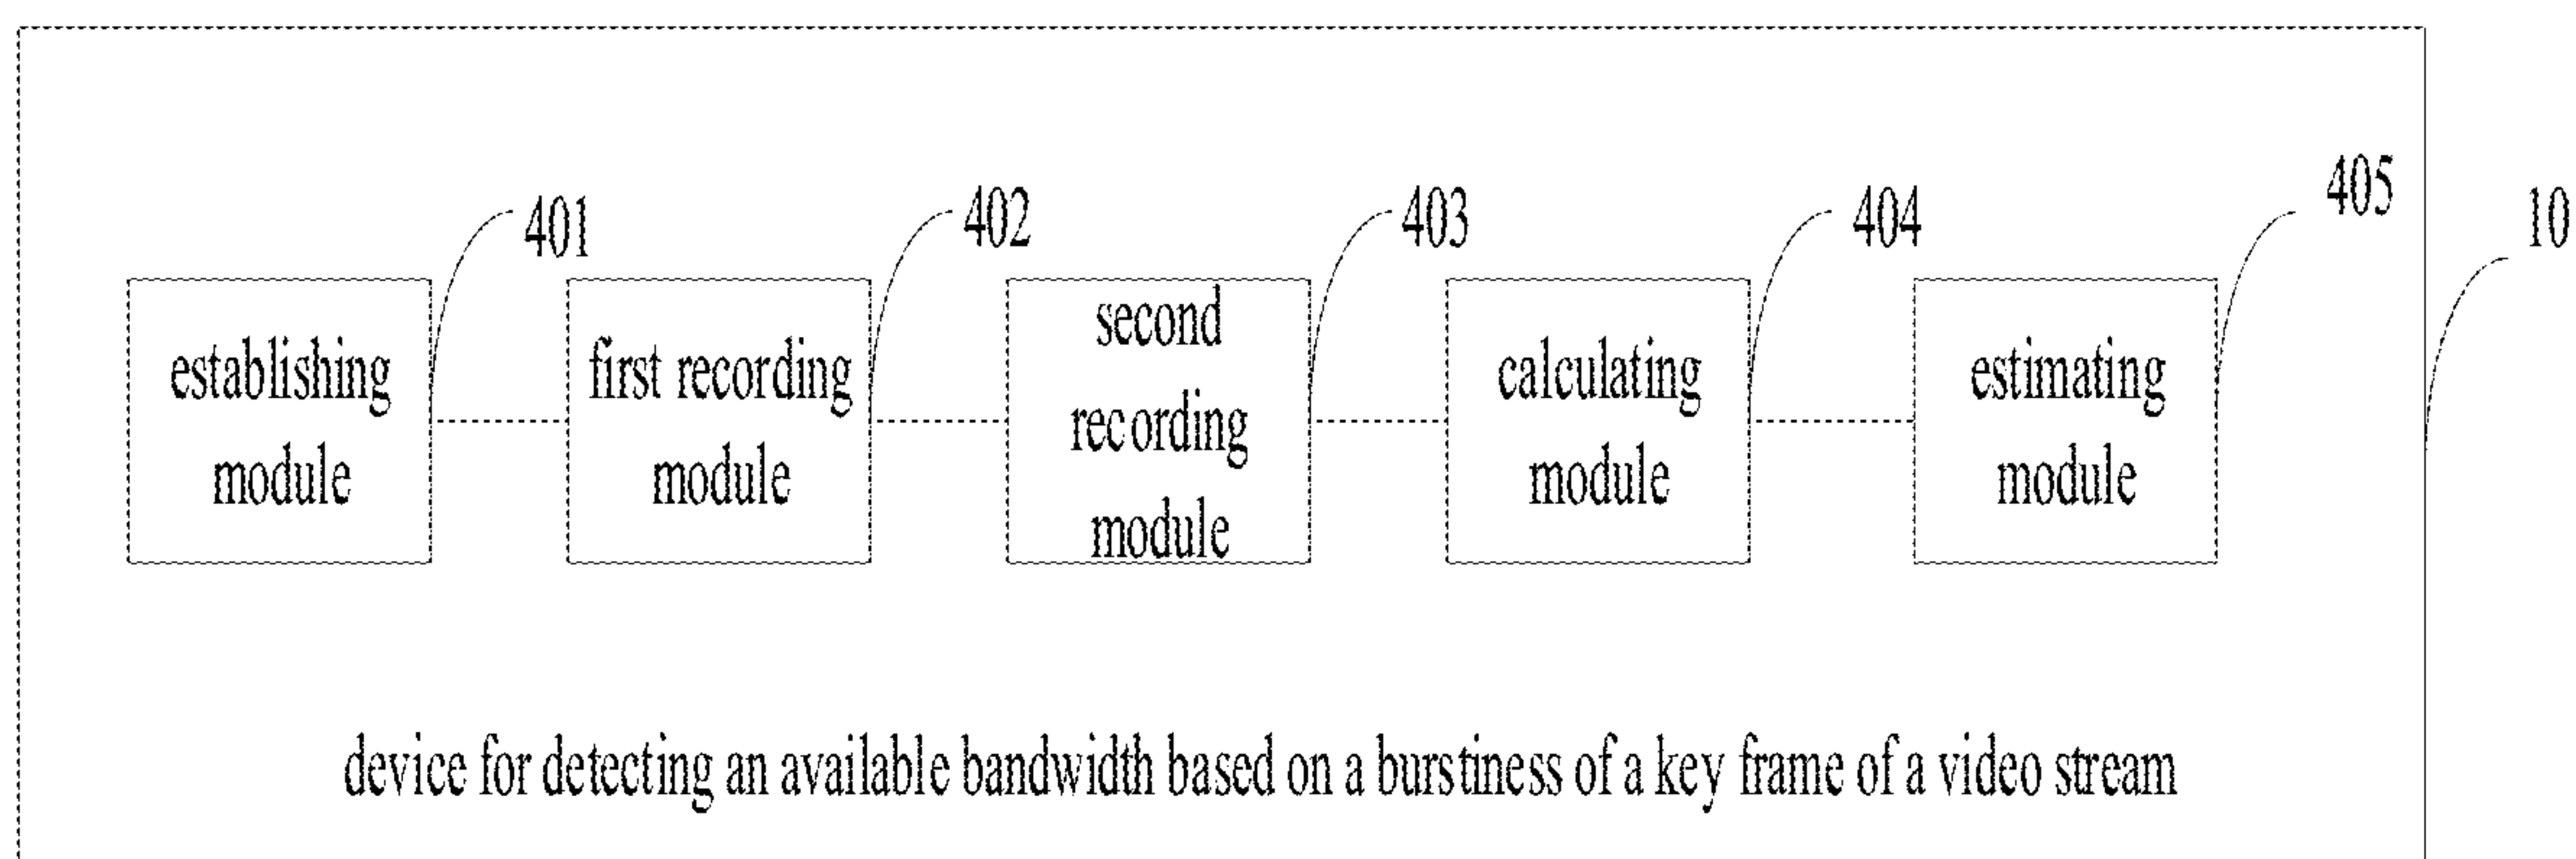 405
401
402
403
404
10
establishing
module
first recording
module
second
recording
module
calculating
module
estimating
module
device for detecting an available bandwidth based on a burstiness of a key frame of a video stream